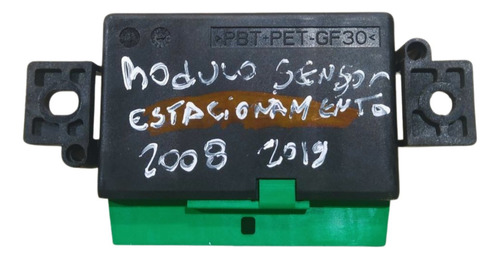 >PBT+PET-GF30<
MODULO SENSOR
ESTACIONAMENTO
2008 2019